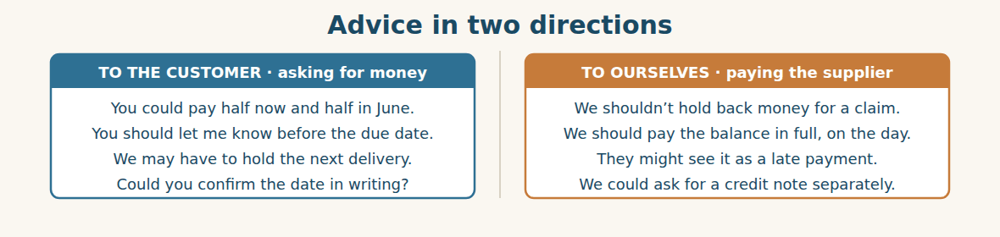 Advice in two directions
TO THE CUSTOMER · asking for money
You could pay half now and half in June.
You should let me know before the due date.
We may have to hold the next delivery.
Could you confirm the date in writing?
TO OURSELVES · paying the supplier
We shouldn’t hold back money for a claim.
We should pay the balance in full, on the day.
They might see it as a late payment.
We could ask for a credit note separately.